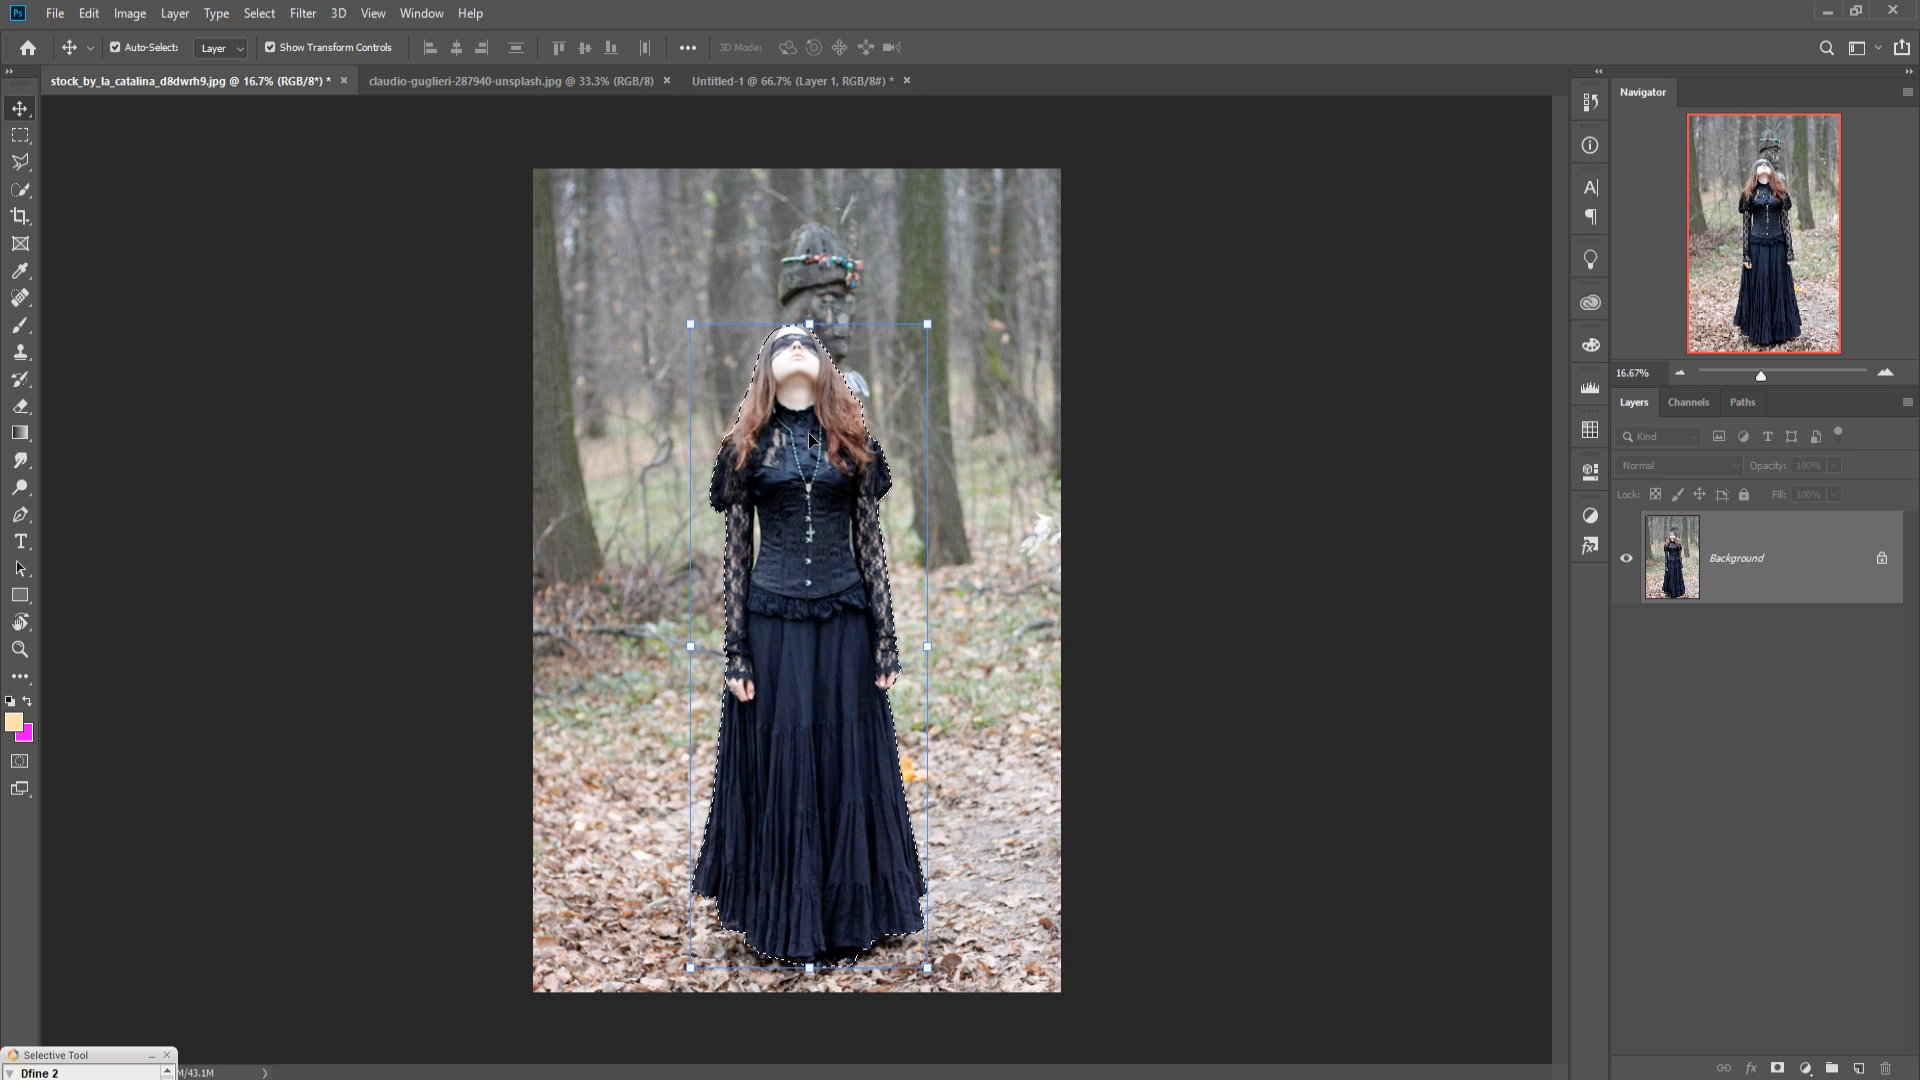 Ps File Edit Image Layer Type Select Filter 3D View Window Help
Auto-Select: Layer Show Transform Controls 3D Mode:
stock_by_la_catalina_d8dwrh9.jpg @ 16.7% (RGB/8*) * × claudio-guglieri-287940-unsplash.jpg @ 33.3% (RGB/8) × Untitled-1 @ 66.7% (Layer 1, RGB/8#) * ×
Navigator
16.67%
Layers Channels Paths
Kind
Normal Opacity: 100%
Lock: Fill: 100%
Background
fx
Selective Tool
Dfine 2
M/43.1M